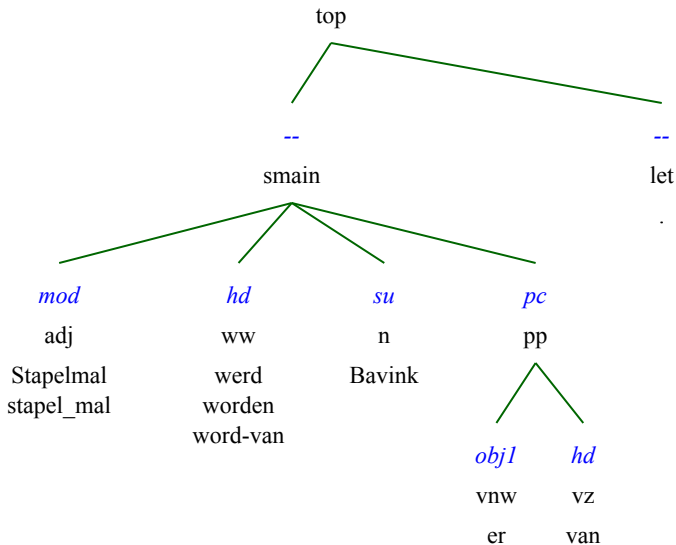 top
-- --
smain let
.
mod hd su pc
adj ww n pp
Stapelmal werd Bavink
stapel_mal worden
word-van
obj1 hd
vnw vz
er van